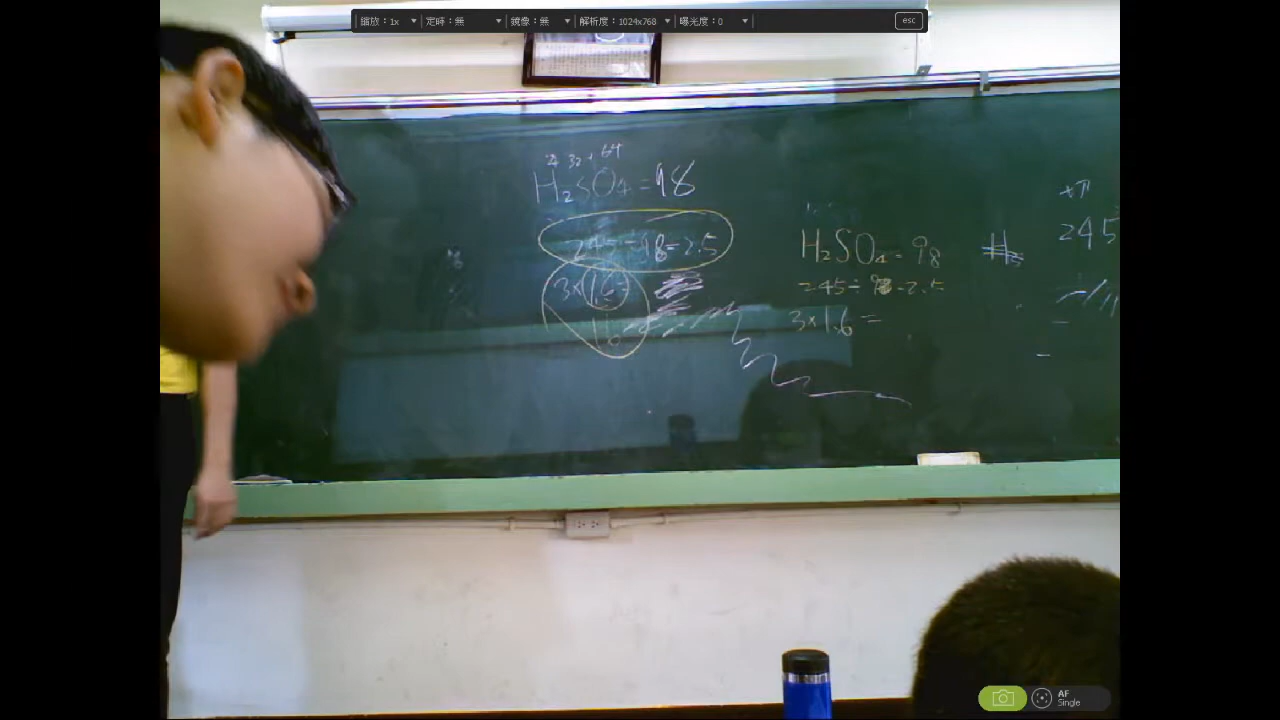 縮放：1x 定時：無 鏡像：無 解析度：1024x768 曝光度：0 esc
2 32+64
H₂SO₄=98
245÷98=2.5
3×1.6=
H₂SO₄=98
245÷98=2.5
3×1.6=
245
AF
Single